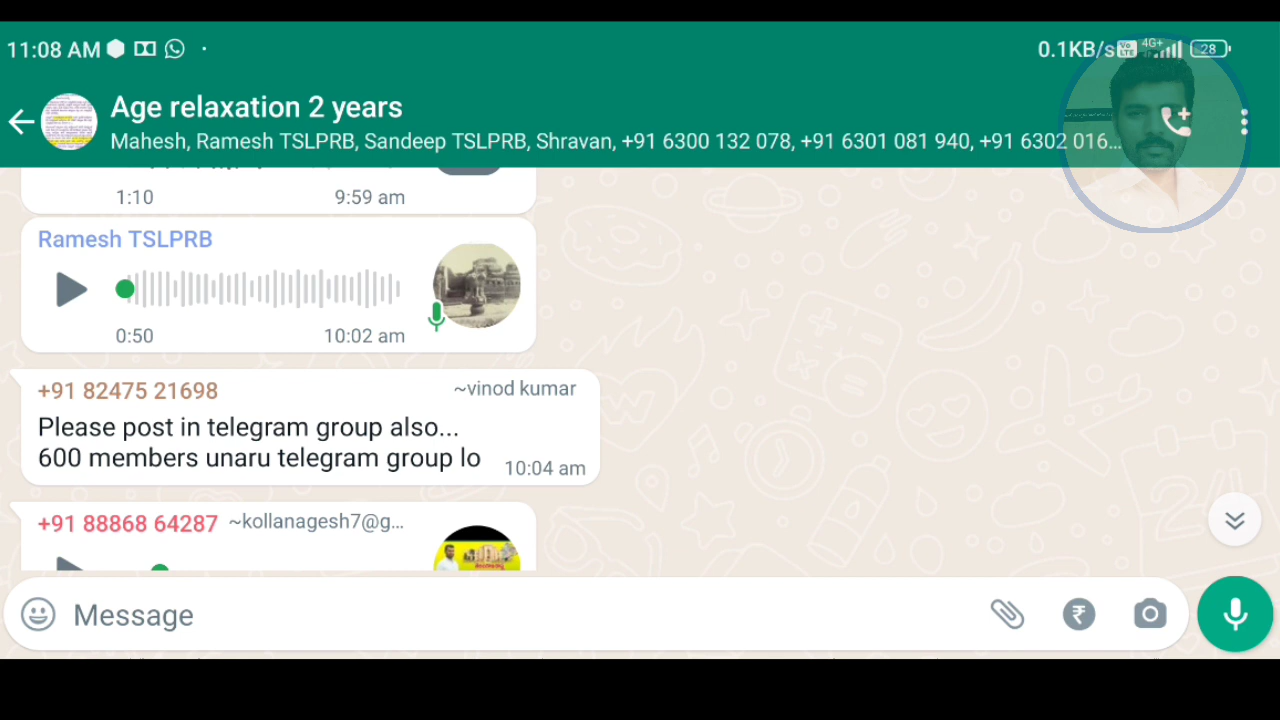 11:08 AM
0.1KB/s Vo LTE 4G+ 28
Age relaxation 2 years
Mahesh, Ramesh TSLPRB, Sandeep TSLPRB, Shravan, +91 6300 132 078, +91 6301 081 940, +91 6302 016...
1:10 9:59 am
Ramesh TSLPRB
0:50 10:02 am
+91 82475 21698 ~vinod kumar
Please post in telegram group also...
600 members unaru telegram group lo 10:04 am
+91 88868 64287 ~kollanagesh7@g...
Message